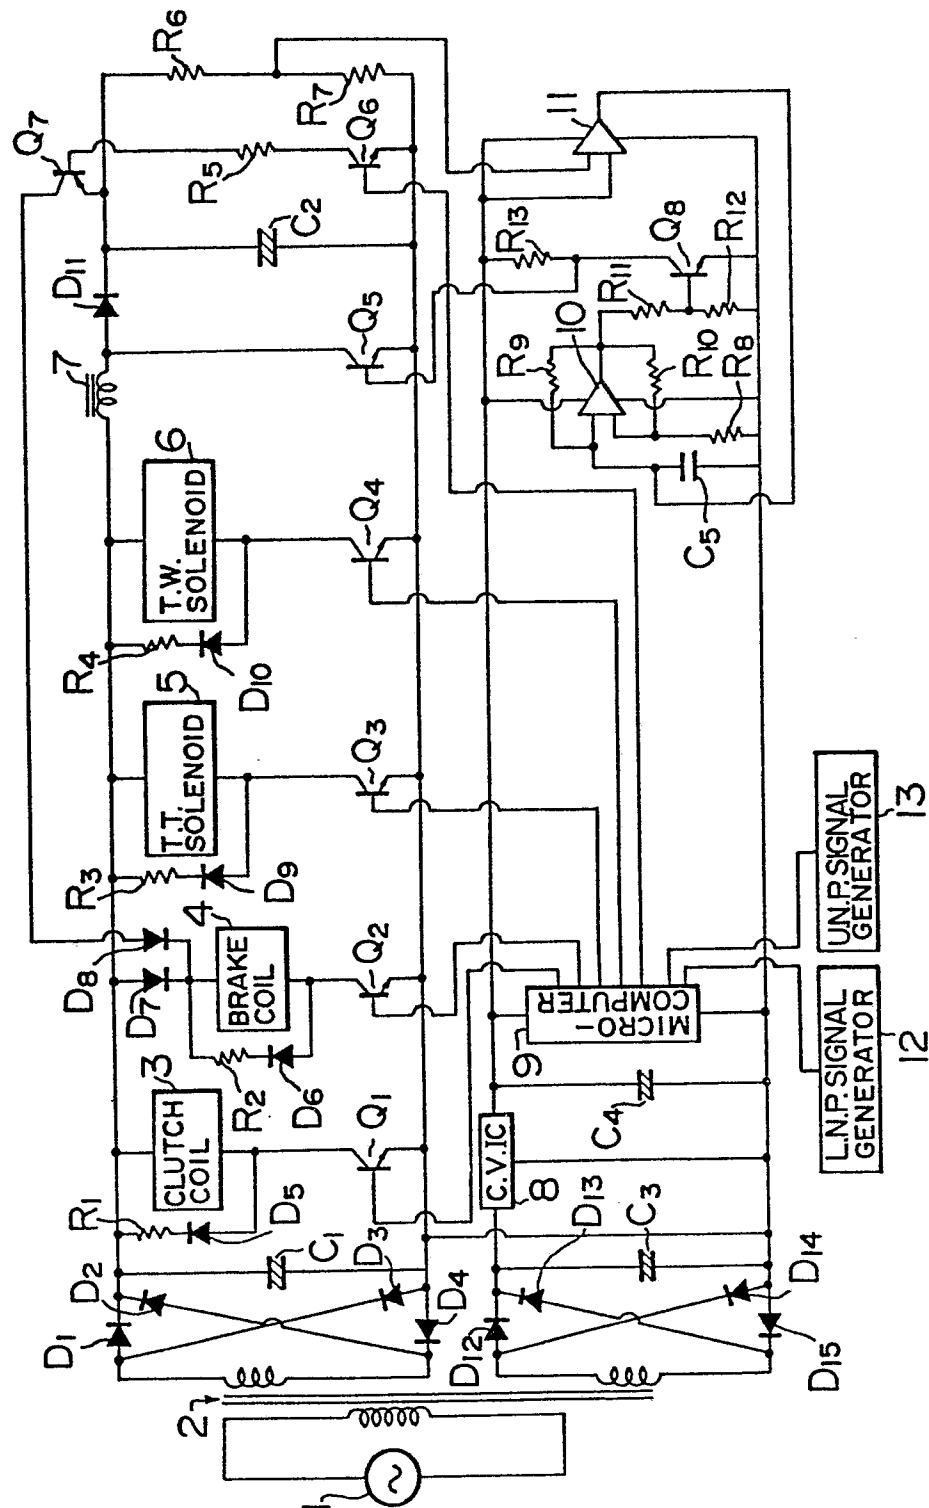 1
2
D1
D2
D3
D4
C1
R1
D5
3
CLUTCH
COIL
Q1
R2
D6
D7
D8
4
BRAKE
COIL
Q2
R3
D9
5
T.T.
SOLENOID
Q3
R4
D10
6
T.W.
SOLENOID
Q4
7
D11
Q5
C2
Q7
R5
Q6
R6
R7
D12
D13
D14
D15
C3
8
C.V.IC
C4
9
MICRO-
COMPUTER
12
L.N.P.SIGNAL
GENERATOR
13
U.N.P.SIGNAL
GENERATOR
C5
R9
10
R10
R8
R11
R13
Q8
R12
11